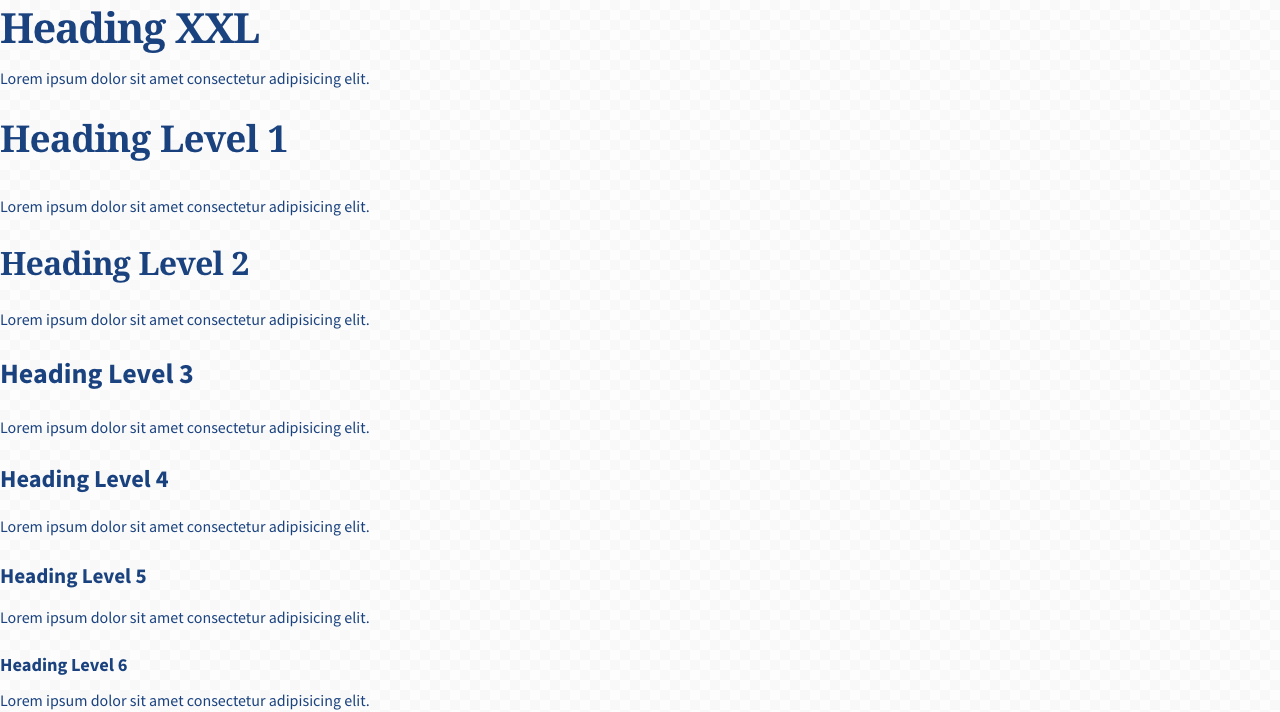 Heading XXL
Lorem ipsum dolor sit amet consectetur adipisicing elit.
Heading Level 1
Lorem ipsum dolor sit amet consectetur adipisicing elit.
Heading Level 2
Lorem ipsum dolor sit amet consectetur adipisicing elit.
Heading Level 3
Lorem ipsum dolor sit amet consectetur adipisicing elit.
Heading Level 4
Lorem ipsum dolor sit amet consectetur adipisicing elit.
Heading Level 5
Lorem ipsum dolor sit amet consectetur adipisicing elit.
Heading Level 6
Lorem ipsum dolor sit amet consectetur adipisicing elit.